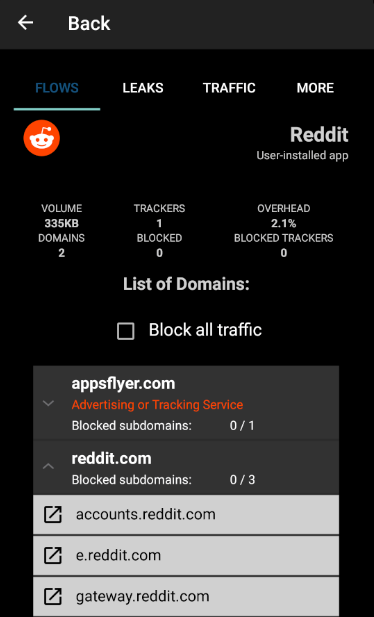 Back
FLOWS LEAKS TRAFFIC MORE
Reddit
User-installed app
VOLUME TRACKERS OVERHEAD
335KB 1 2.1%
DOMAINS BLOCKED BLOCKED TRACKERS
2 0 0
List of Domains:
Block all traffic
appsflyer.com
Advertising or Tracking Service
Blocked subdomains: 0 / 1
reddit.com
Blocked subdomains: 0 / 3
accounts.reddit.com
e.reddit.com
gateway.reddit.com